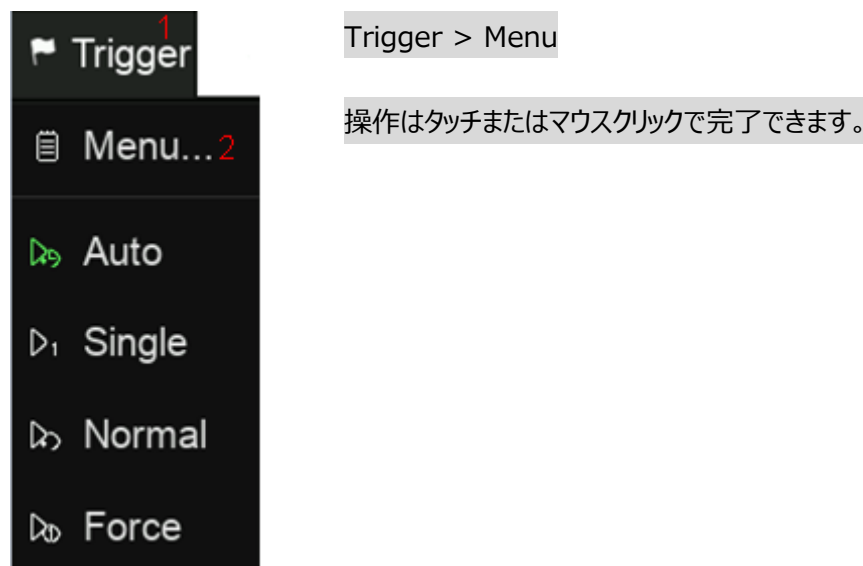 1
Trigger
Menu...2
Auto
Single
Normal
Force
Trigger > Menu
操作はタッチまたはマウスクリックで完了できます。